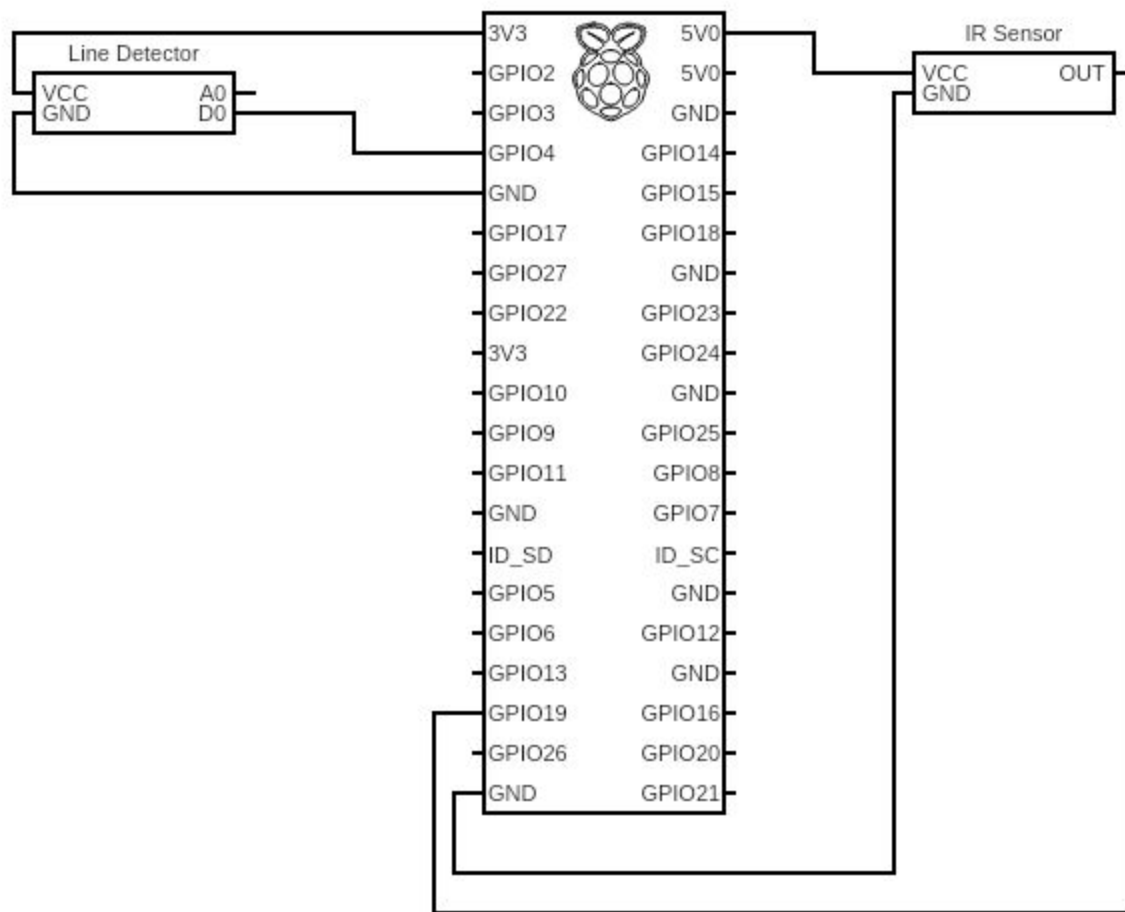 Line Detector
VCC A0
GND D0
3V3 5V0
GPIO2 5V0
GPIO3 GND
GPIO4 GPIO14
GND GPIO15
GPIO17 GPIO18
GPIO27 GND
GPIO22 GPIO23
3V3 GPIO24
GPIO10 GND
GPIO9 GPIO25
GPIO11 GPIO8
GND GPIO7
ID_SD ID_SC
GPIO5 GND
GPIO6 GPIO12
GPIO13 GND
GPIO19 GPIO16
GPIO26 GPIO20
GND GPIO21
IR Sensor
VCC OUT
GND